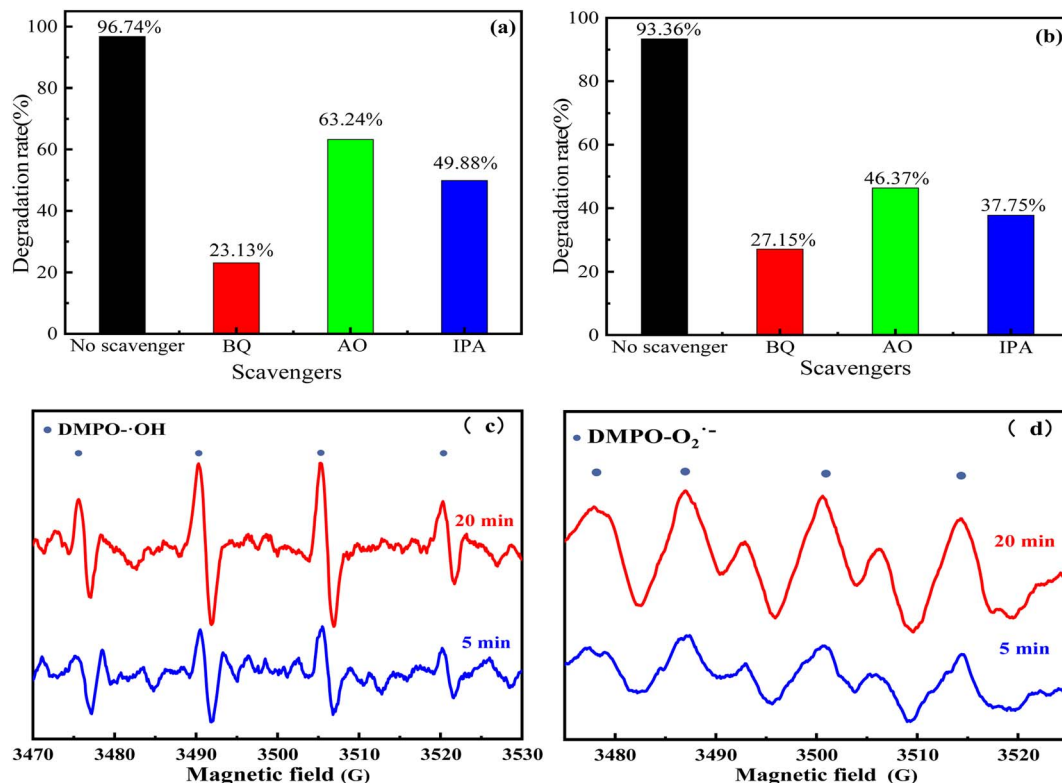 (a)
Degradation rate(%)
100
80
60
40
20
0
96.74%
23.13%
63.24%
49.88%
No scavenger BQ AO IPA
Scavengers
(b)
Degradation rate(%)
100
80
60
40
20
0
93.36%
27.15%
46.37%
37.75%
No scavenger BQ AO IPA
Scavengers
(c)
DMPO-·OH
20 min
5 min
3470 3480 3490 3500 3510 3520 3530
Magnetic field (G)
(d)
DMPO-O₂·⁻
20 min
5 min
3480 3490 3500 3510 3520
Magnetic field (G)